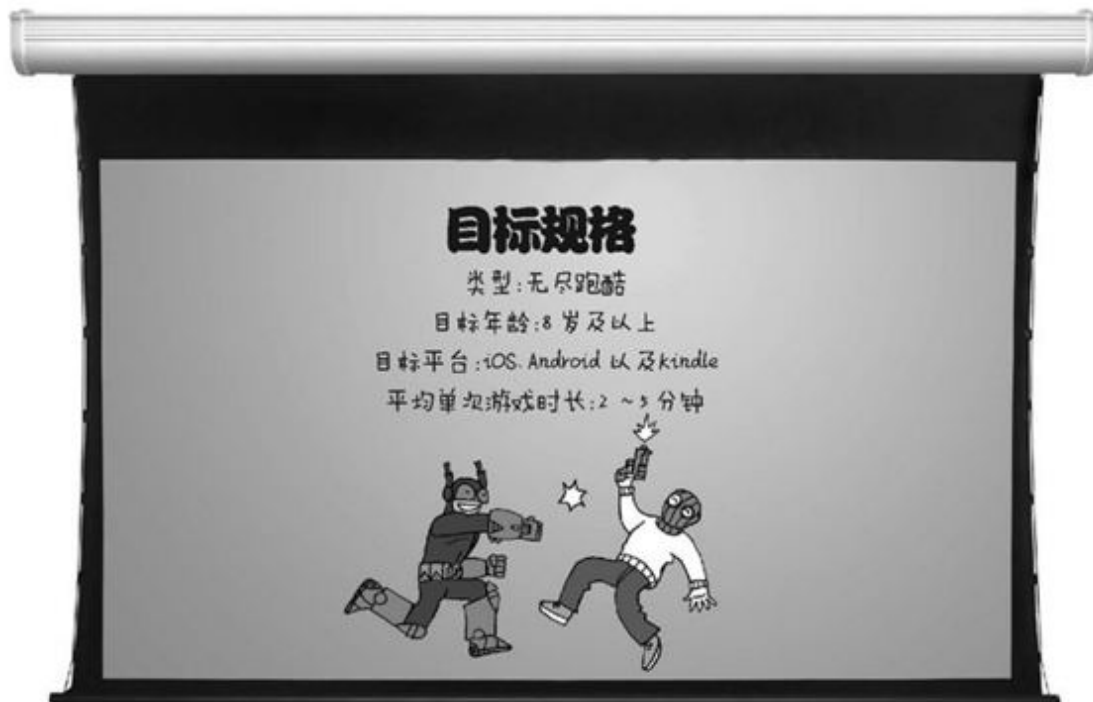 目标规格
类型:无尽跑酷
目标年龄:8 岁及以上
目标平台:iOS、Android 以及Kindle
平均单次游戏时长:2 ~ 5 分钟